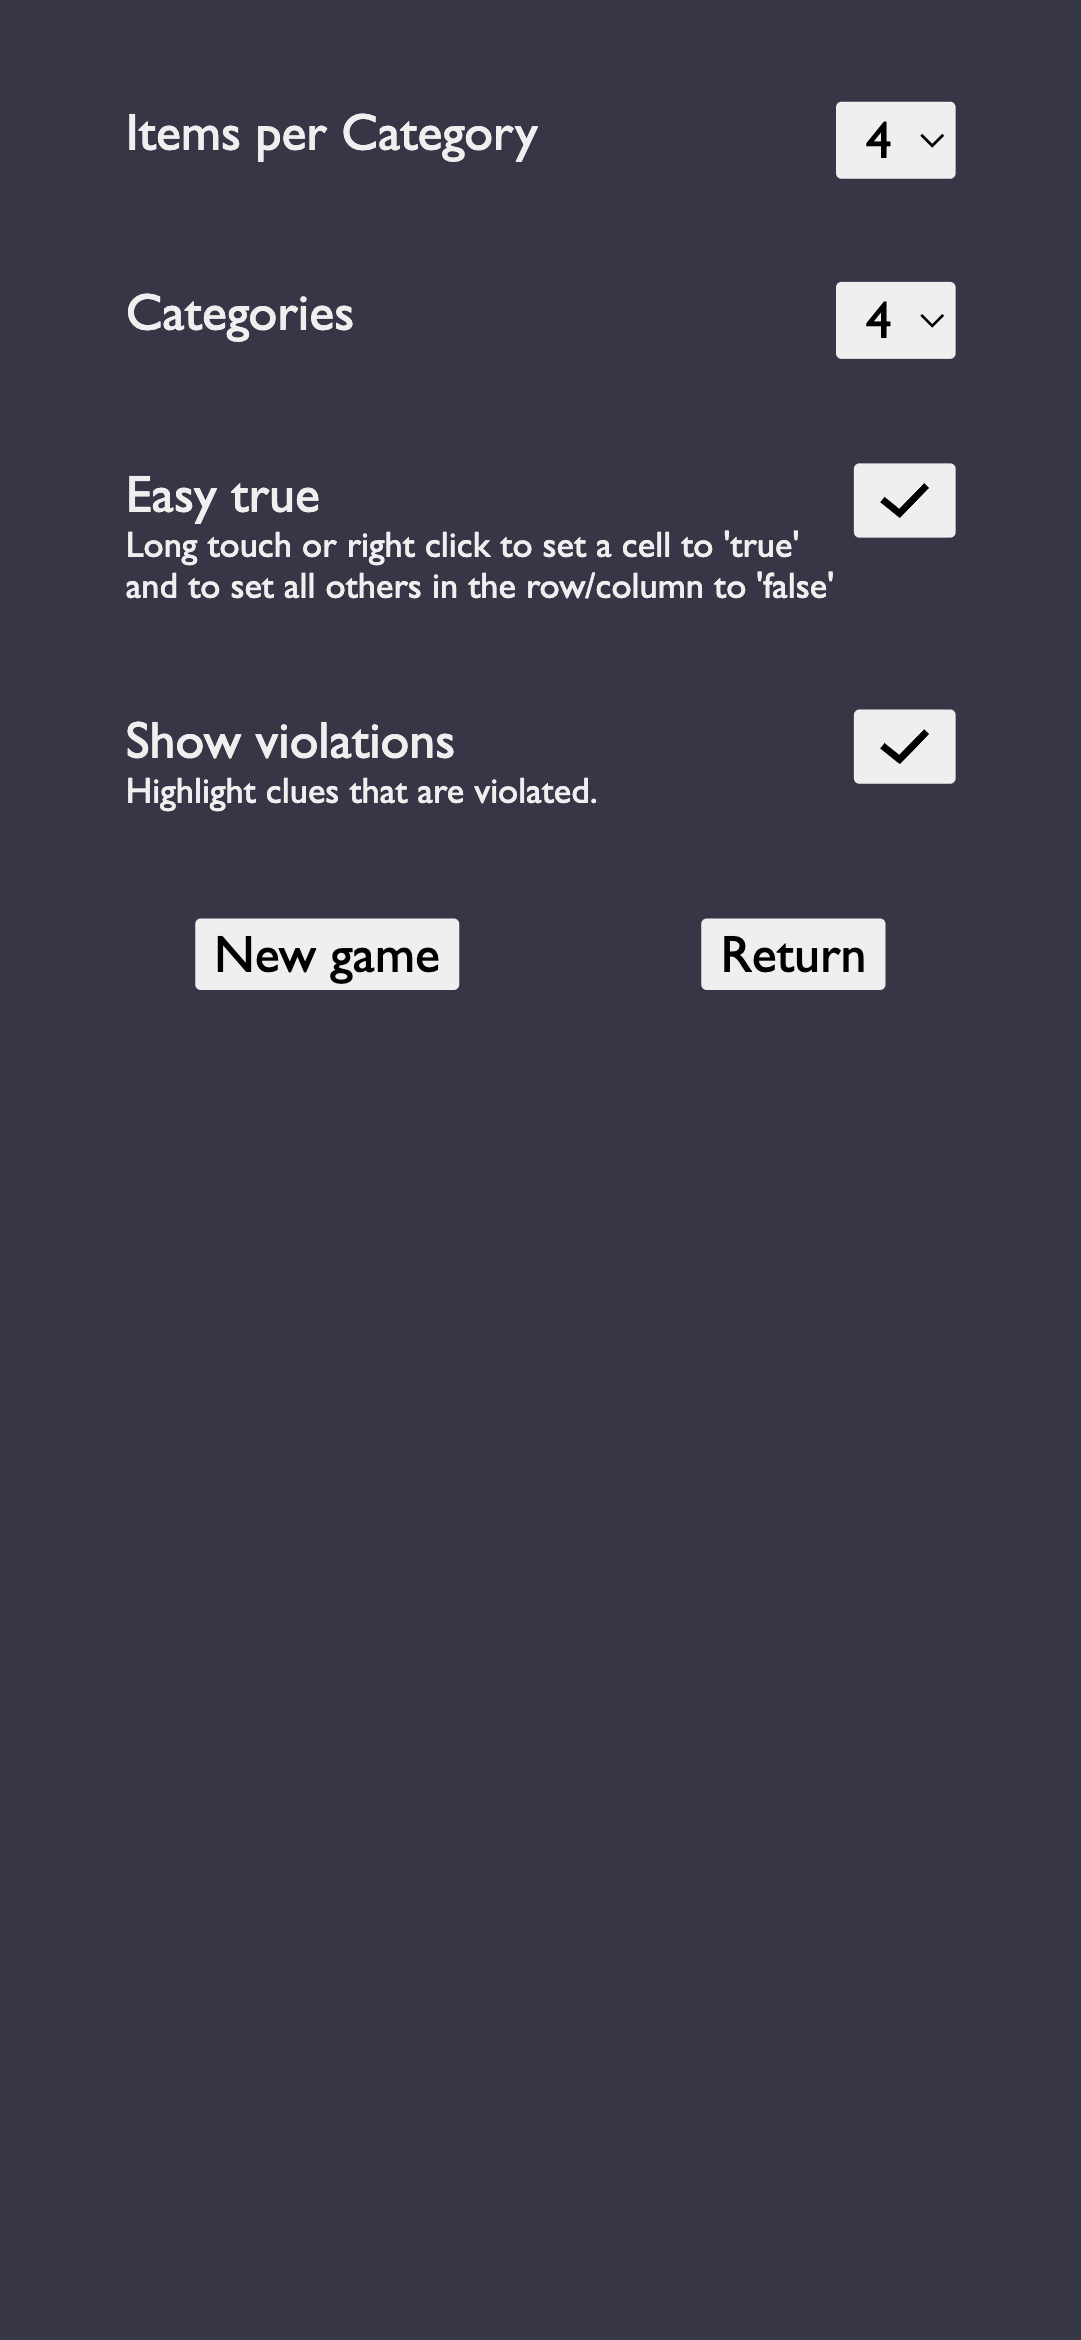 Items per Category 4
Categories 4
Easy true
Long touch or right click to set a cell to 'true'
and to set all others in the row/column to 'false'
Show violations
Highlight clues that are violated.
New game Return